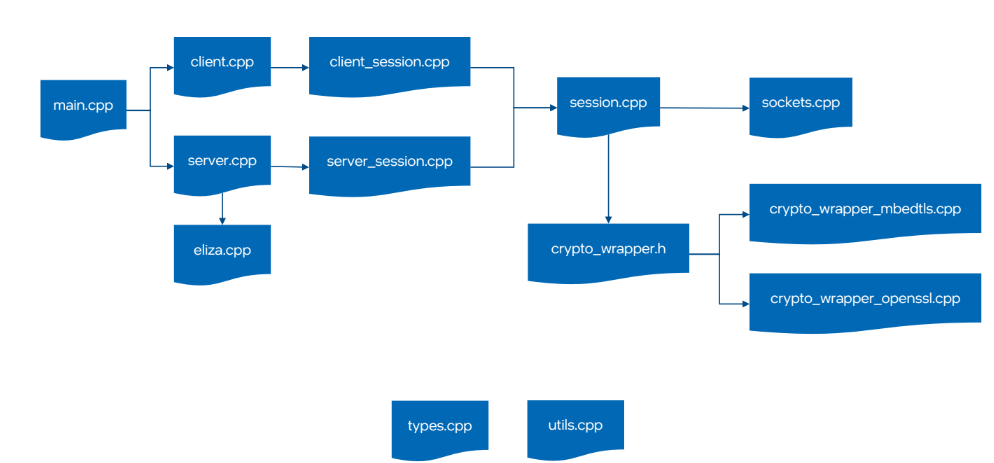 main.cpp
client.cpp
client_session.cpp
server.cpp
server_session.cpp
eliza.cpp
session.cpp
sockets.cpp
crypto_wrapper.h
crypto_wrapper_mbedtls.cpp
crypto_wrapper_openssl.cpp
types.cpp
utils.cpp